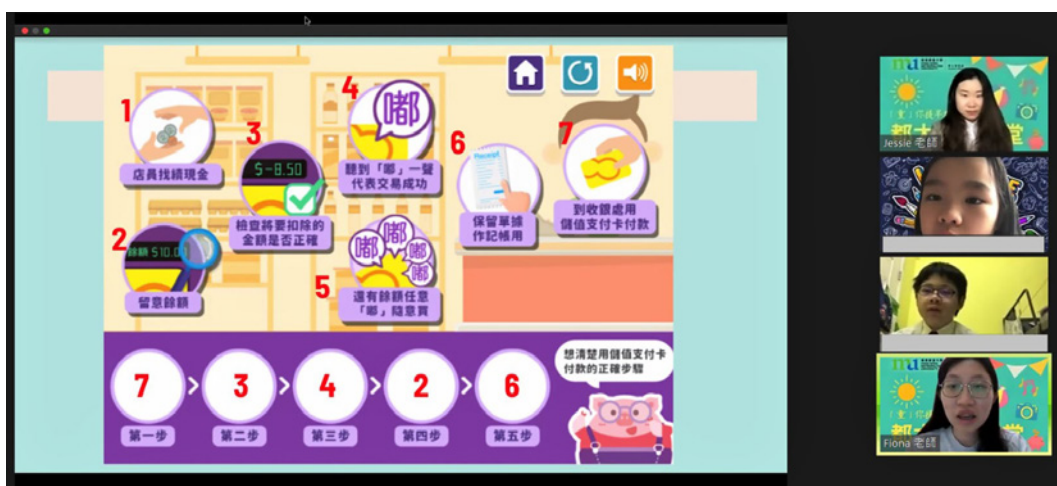 1
店員找續現金
2
餘額 $10.0
留意餘額
3
$-8.50
檢查將要扣除的
金額是否正確
4
嘟
聽到「嘟」一聲
代表交易成功
5
嘟嘟嘟嘟
還有餘額任意
「嘟」隨意買
6
Receipt
保留單據
作記帳用
7
到收銀處用
儲值支付卡付款
7 > 3 > 4 > 2 > 6
第一步 第二步 第三步 第四步 第五步
想清楚用儲值支付卡
付款的正確步驟
mu
Jessie 老師
mu
Fiona 老師